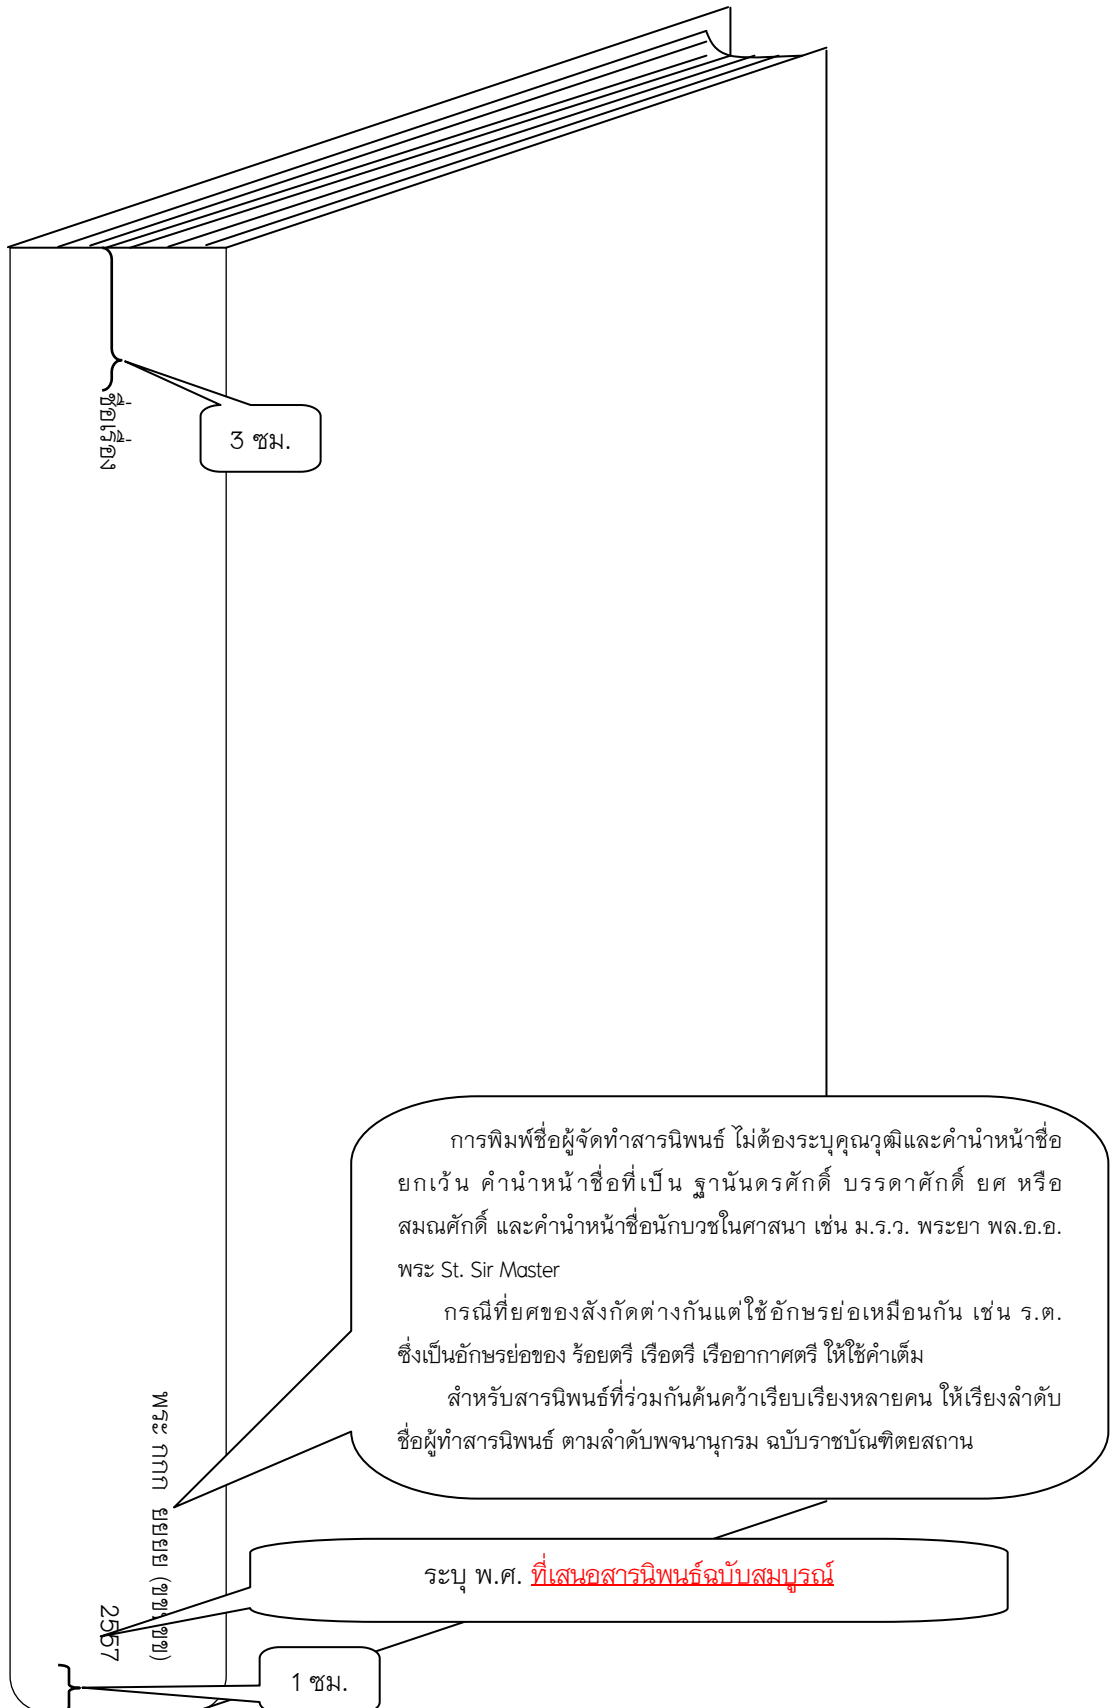 ชื่อเรื่อง
3 ซม.
การพิมพ์ชื่อผู้จัดทำสารนิพนธ์ ไม่ต้องระบุคุณวุฒิและคำนำหน้าชื่อ
ยกเว้น คำนำหน้าชื่อที่เป็น ฐานันดรศักดิ์ บรรดาศักดิ์ ยศ หรือ
สมณศักดิ์ และคำนำหน้าชื่อนักบวชในศาสนา เช่น ม.ร.ว. พระยา พล.อ.อ.
พระ St. Sir Master
กรณีที่ยศของสังกัดต่างกันแต่ใช้อักษรย่อเหมือนกัน เช่น ร.ต.
ซึ่งเป็นอักษรย่อของ ร้อยตรี เรือตรี เรืออากาศตรี ให้ใช้คำเต็ม
สำหรับสารนิพนธ์ที่ร่วมกันค้นคว้าเรียบเรียงหลายคน ให้เรียงลำดับ
ชื่อผู้ทำสารนิพนธ์ ตามลำดับพจนานุกรม ฉบับราชบัณฑิตยสถาน
พระ กกก ยยยย (ขขขขข)
ระบุ พ.ศ. ที่เสนอสารนิพนธ์ฉบับสมบูรณ์
2557
1 ซม.